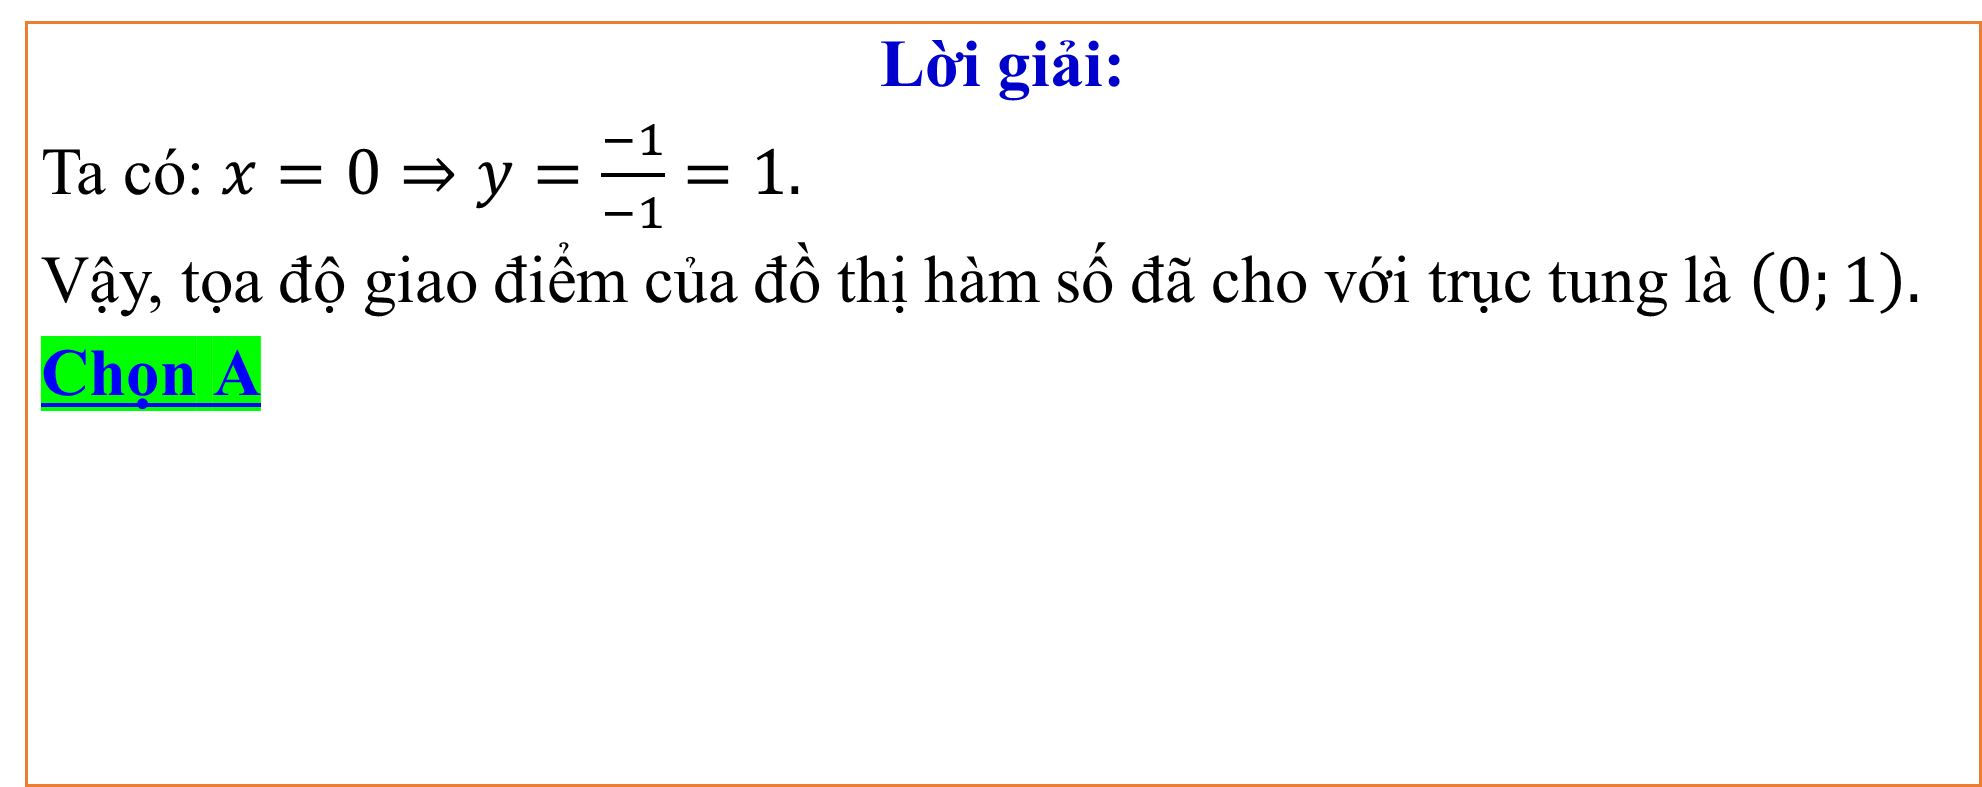 Lời giải:
Ta có: x = 0 ⇒ y = \frac{-1}{-1} = 1.
Vậy, tọa độ giao điểm của đồ thị hàm số đã cho với trục tung là (0; 1).
Chọn A